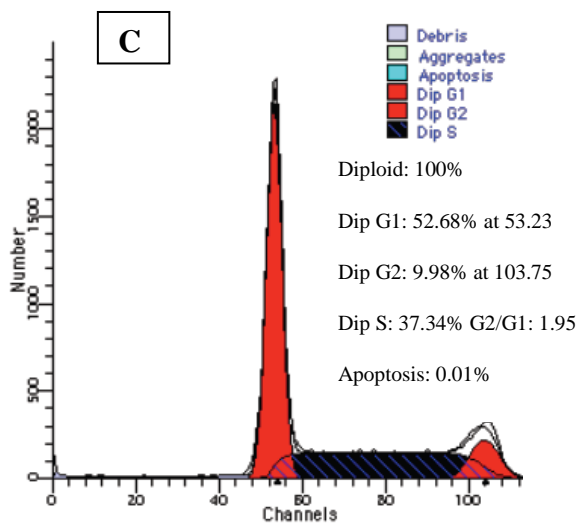 C
Debris
Aggregates
Apoptosis
Dip G1
Dip G2
Dip S
Diploid: 100%
Dip G1: 52.68% at 53.23
Dip G2: 9.98% at 103.75
Dip S: 37.34% G2/G1: 1.95
Apoptosis: 0.01%
Number
2000
1500
1000
500
0
0 20 40 60 80 100
Channels